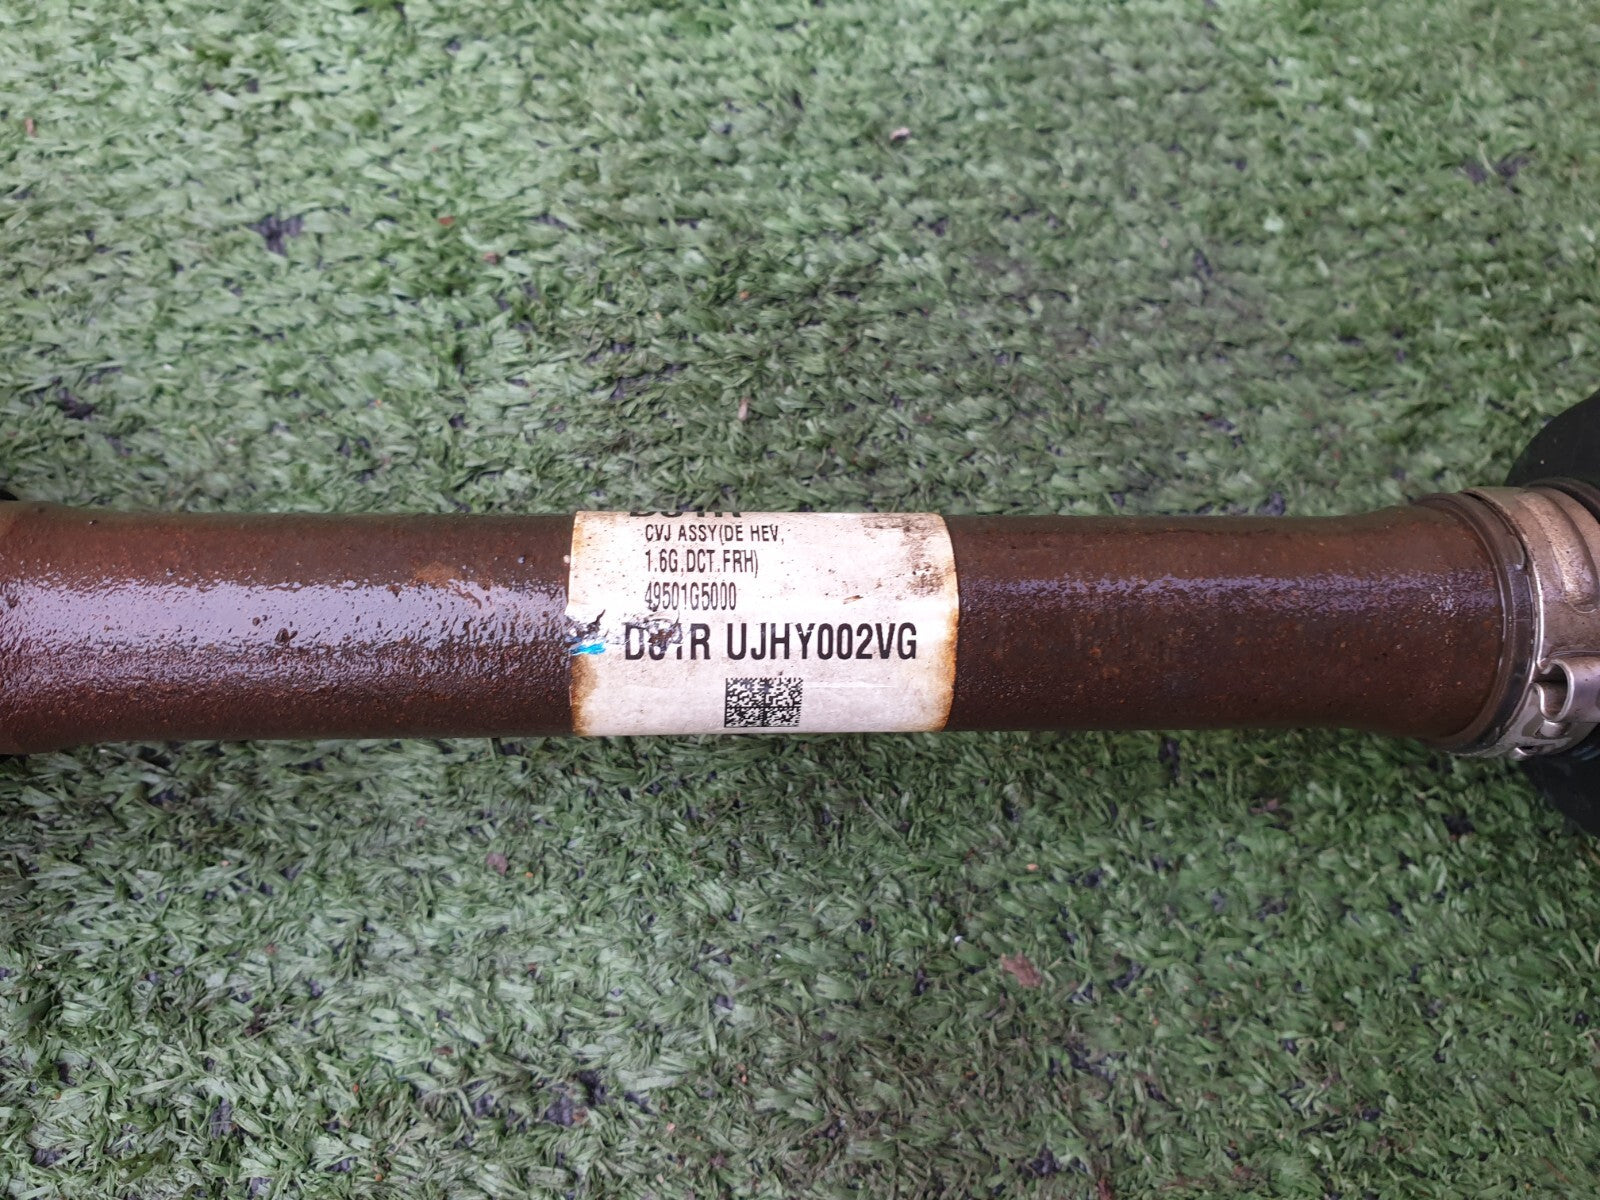 CVJ ASSY(DE HEV,
1.6G,DCT.FRH)
49501G5000
UJHY002VG